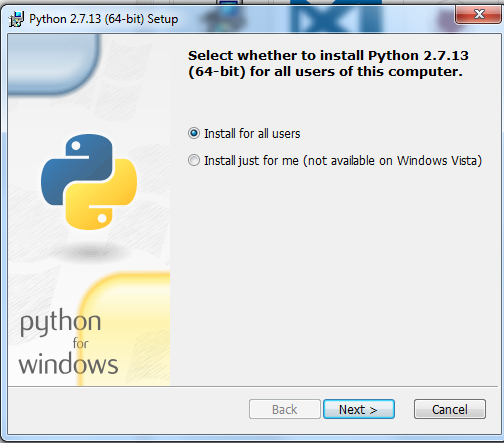 Python 2.7.13 (64-bit) Setup
Select whether to install Python 2.7.13
(64-bit) for all users of this computer.
Install for all users
Install just for me (not available on Windows Vista)
python
for
windows
Back
Next >
Cancel